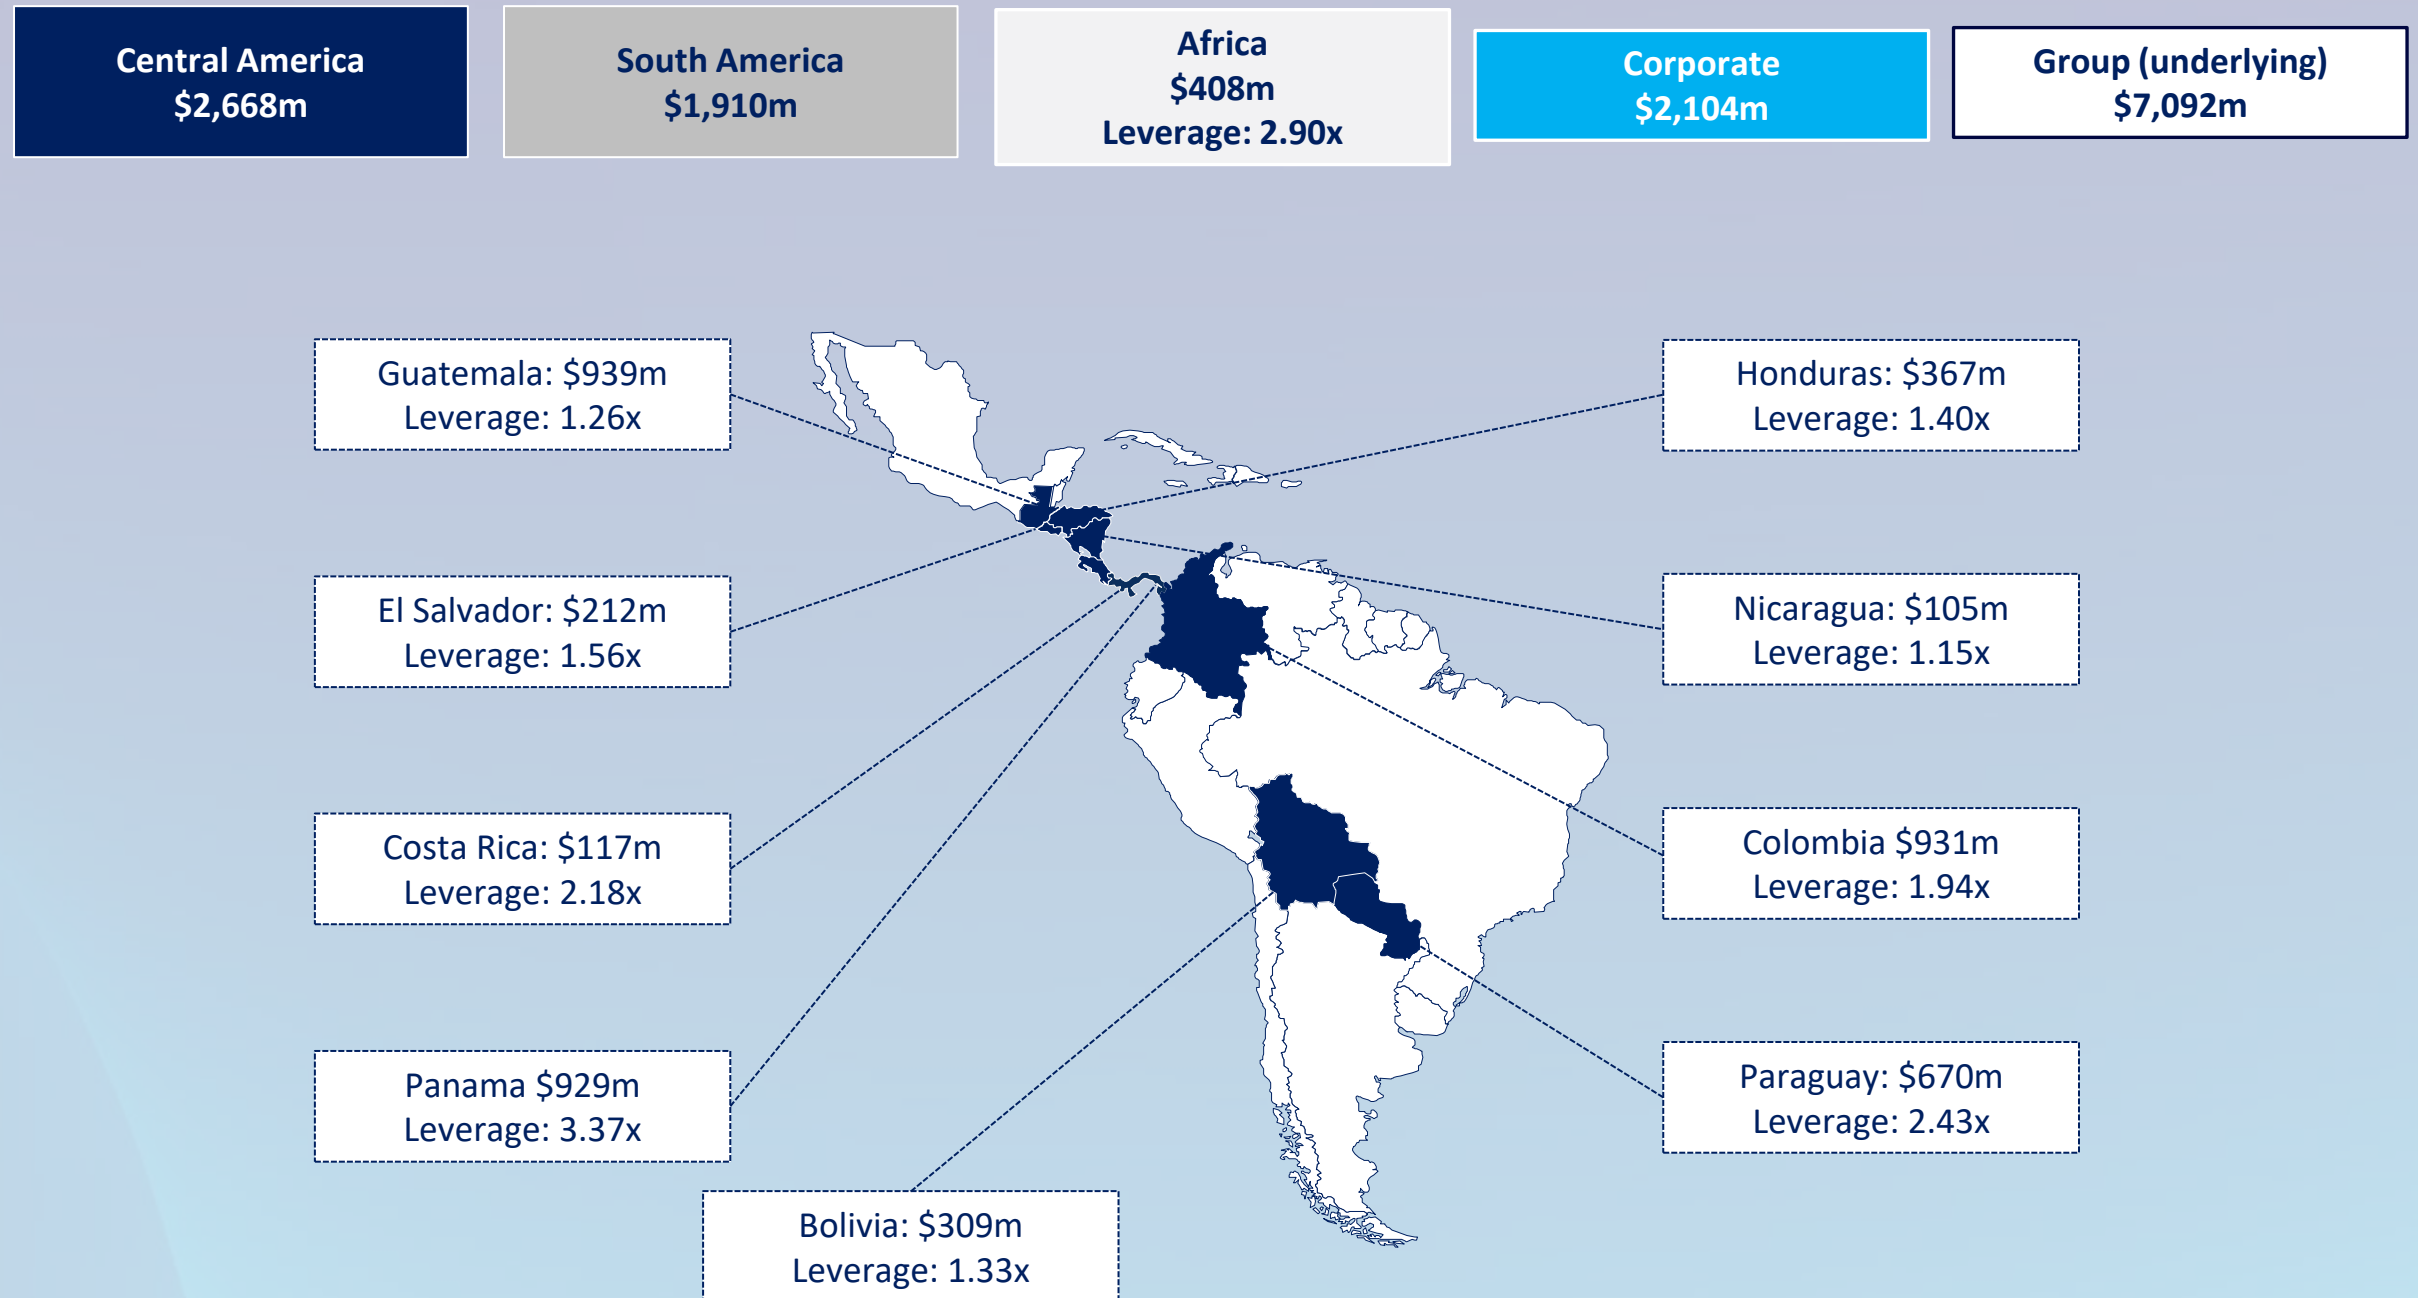 Central America
$2,668m
South America
$1,910m
Africa
$408m
Leverage: 2.90x
Corporate
$2,104m
Group (underlying)
$7,092m
Guatemala: $939m
Leverage: 1.26x
Honduras: $367m
Leverage: 1.40x
El Salvador: $212m
Leverage: 1.56x
Nicaragua: $105m
Leverage: 1.15x
Costa Rica: $117m
Leverage: 2.18x
Colombia $931m
Leverage: 1.94x
Panama $929m
Leverage: 3.37x
Paraguay: $670m
Leverage: 2.43x
Bolivia: $309m
Leverage: 1.33x